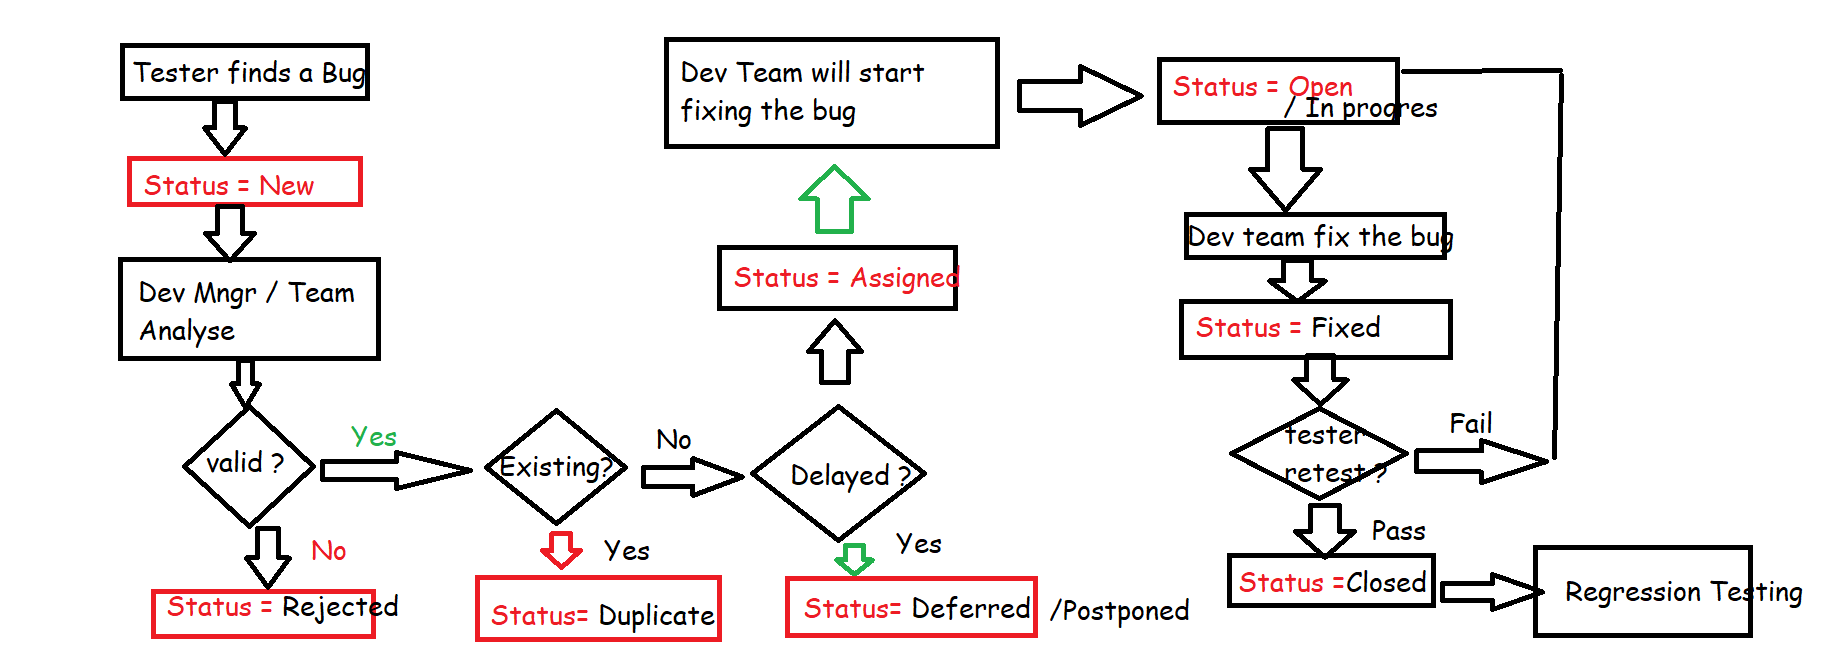 Tester finds a Bug
Status = New
Dev Mngr / Team
Analyse
valid ?
Yes
No
Status = Rejected
Existing?
No
Yes
Status= Duplicate
Delayed ?
Yes
Status= Deferred /Postponed
Status = Assigned
Dev Team will start
fixing the bug
Status = Open
/ In progres
Dev team fix the bug
Status = Fixed
tester
retest ?
Fail
Pass
Status =Closed
Regression Testing